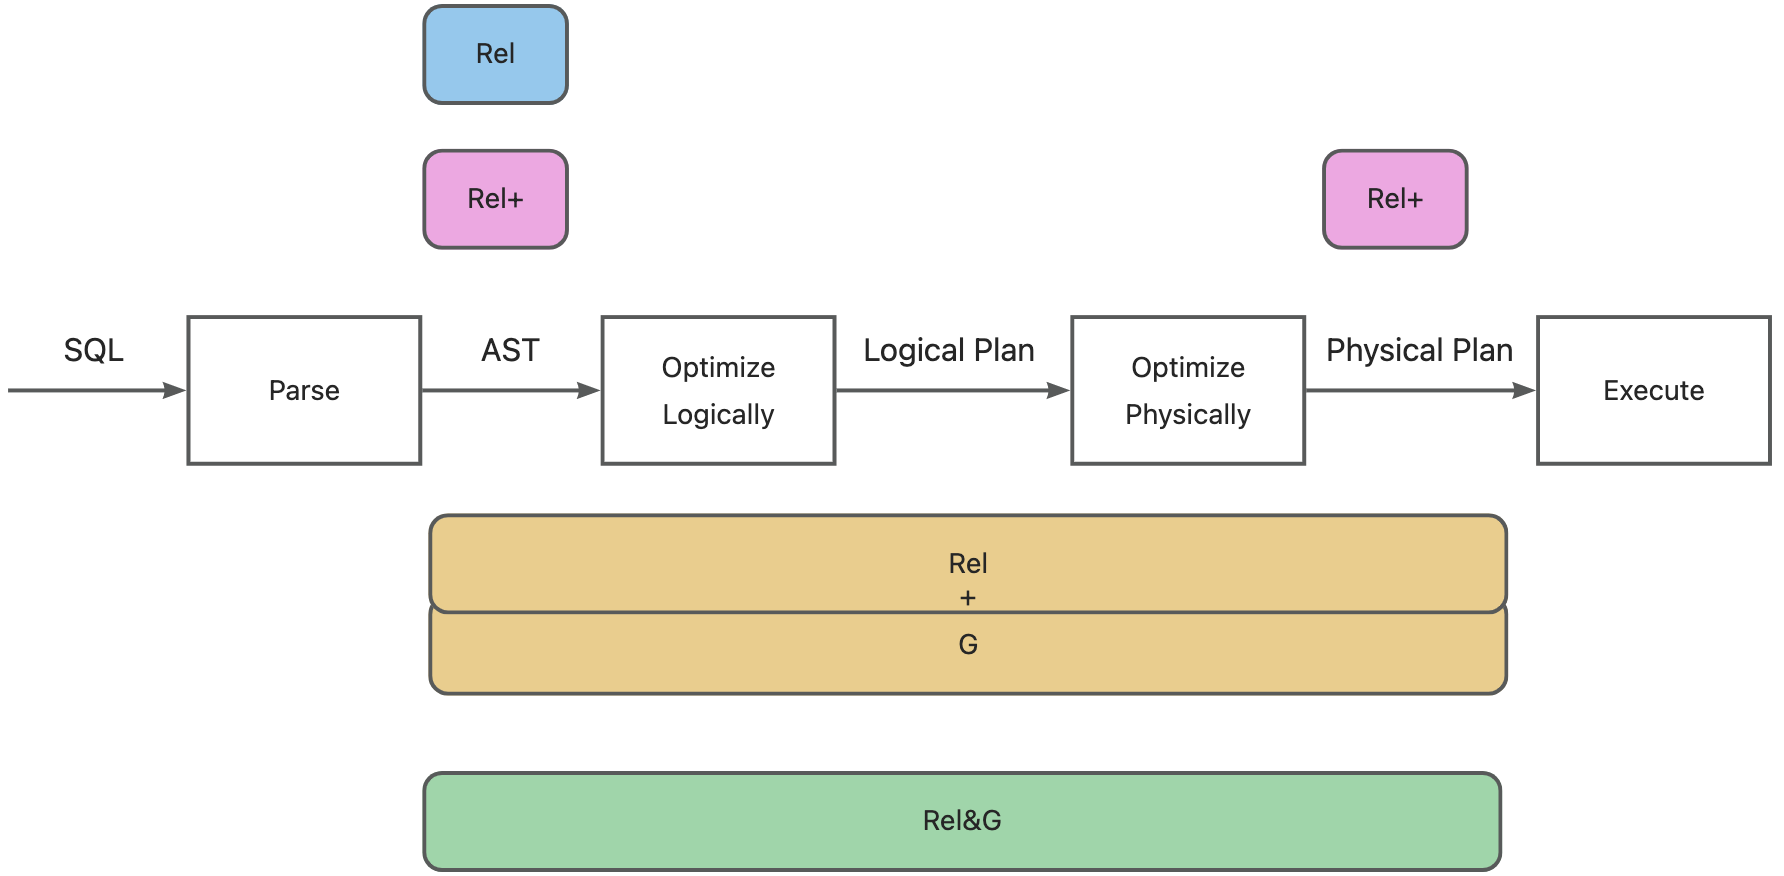 Rel
Rel+
Rel+
SQL
AST
Logical Plan
Physical Plan
Parse
Optimize
Logically
Optimize
Physically
Execute
Rel
+
G
Rel&G